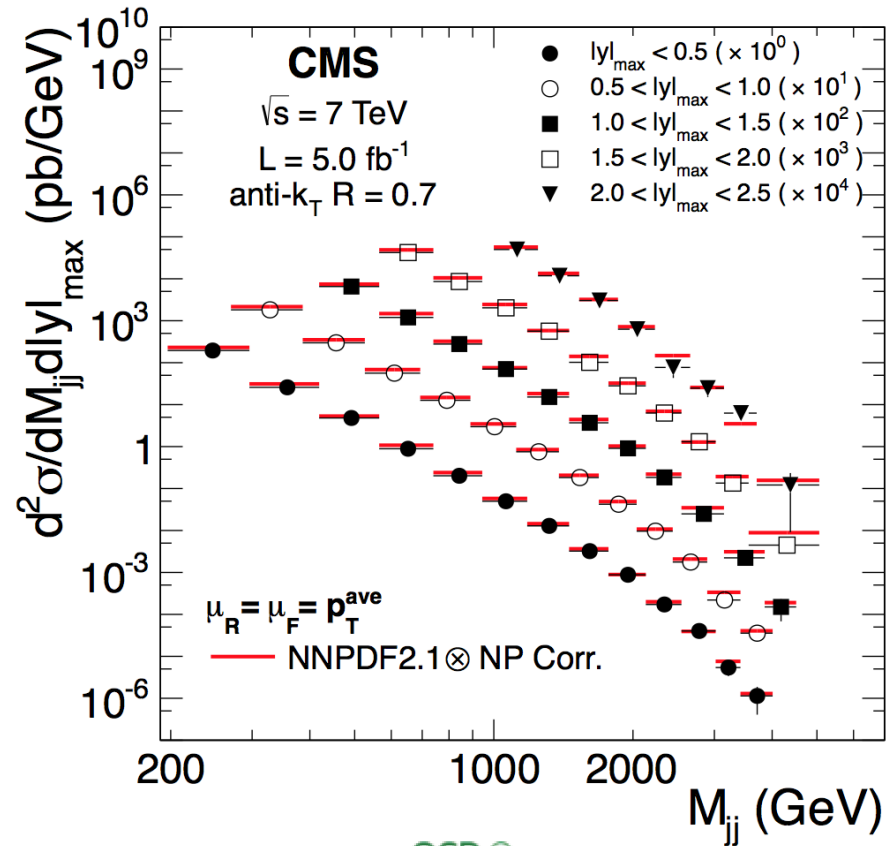 CMS
√s = 7 TeV
L = 5.0 fb⁻¹
anti-k_T R = 0.7
|y|_max < 0.5 ( × 10⁰)
0.5 < |y|_max < 1.0 ( × 10¹)
1.0 < |y|_max < 1.5 ( × 10²)
1.5 < |y|_max < 2.0 ( × 10³)
2.0 < |y|_max < 2.5 ( × 10⁴)
d²σ/dM_jj d|y|_max (pb/GeV)
10¹⁰
10⁹
10⁶
10³
1
10⁻³
10⁻⁶
μ_R = μ_F = p_T^ave
NNPDF2.1 ⊗ NP Corr.
200
1000
2000
M_jj (GeV)